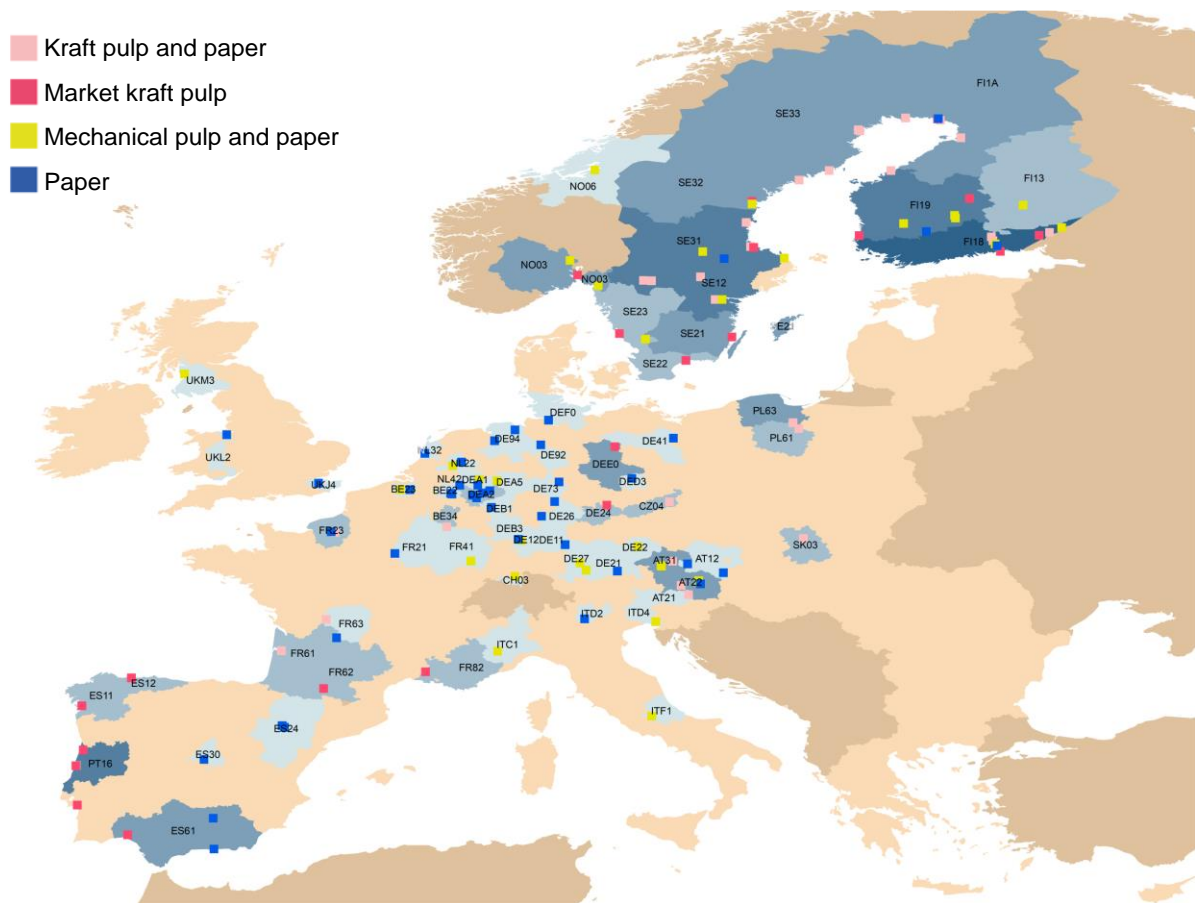 Kraft pulp and paper
Market kraft pulp
Mechanical pulp and paper
Paper
FI1A
SE33
NO06
SE32
FI13
FI19
SE31
FI18
NO03
NO03
SE12
SE23
SE21
E21
SE22
UKM3
DEF0
PL63
UKL2
L32
DE94
DE41
PL61
DE92
NL22
DEE0
UKJ4
NL42
DEA1
DEA5
DE73
DED3
BE23
BE22
DEA2
DEB1
CZ04
BE34
DE26
DE24
FR23
DEB3
DE12
DE11
FR21
FR41
DE22
SK03
DE27
DE21
AT31
AT12
CH03
AT22
AT21
ITD2
ITD4
FR63
FR61
ITC1
FR62
FR82
ES12
ES11
ITF1
ES24
ES30
PT16
ES61